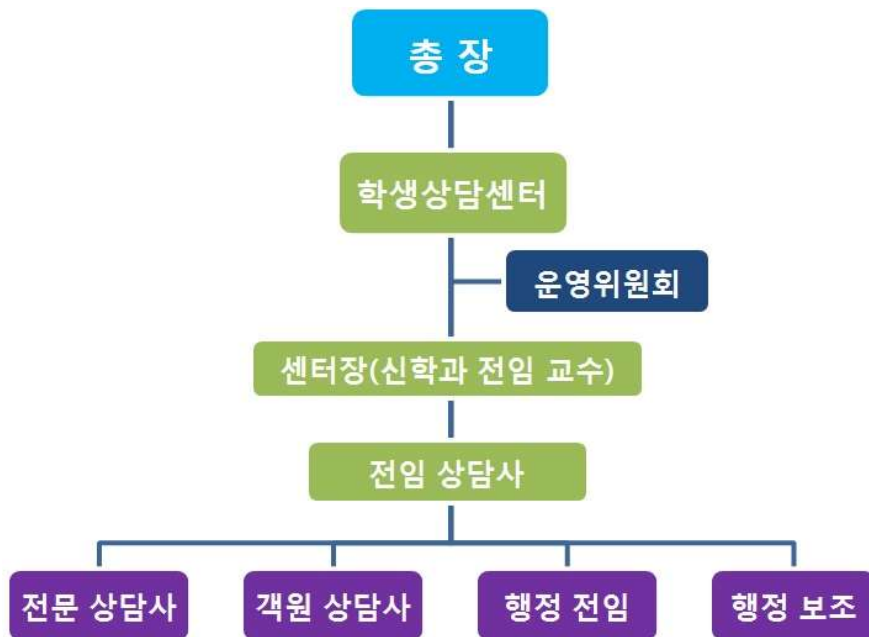 총 장
학생상담센터
운영위원회
센터장(신학과 전임 교수)
전임 상담사
전문 상담사
객원 상담사
행정 전임
행정 보조